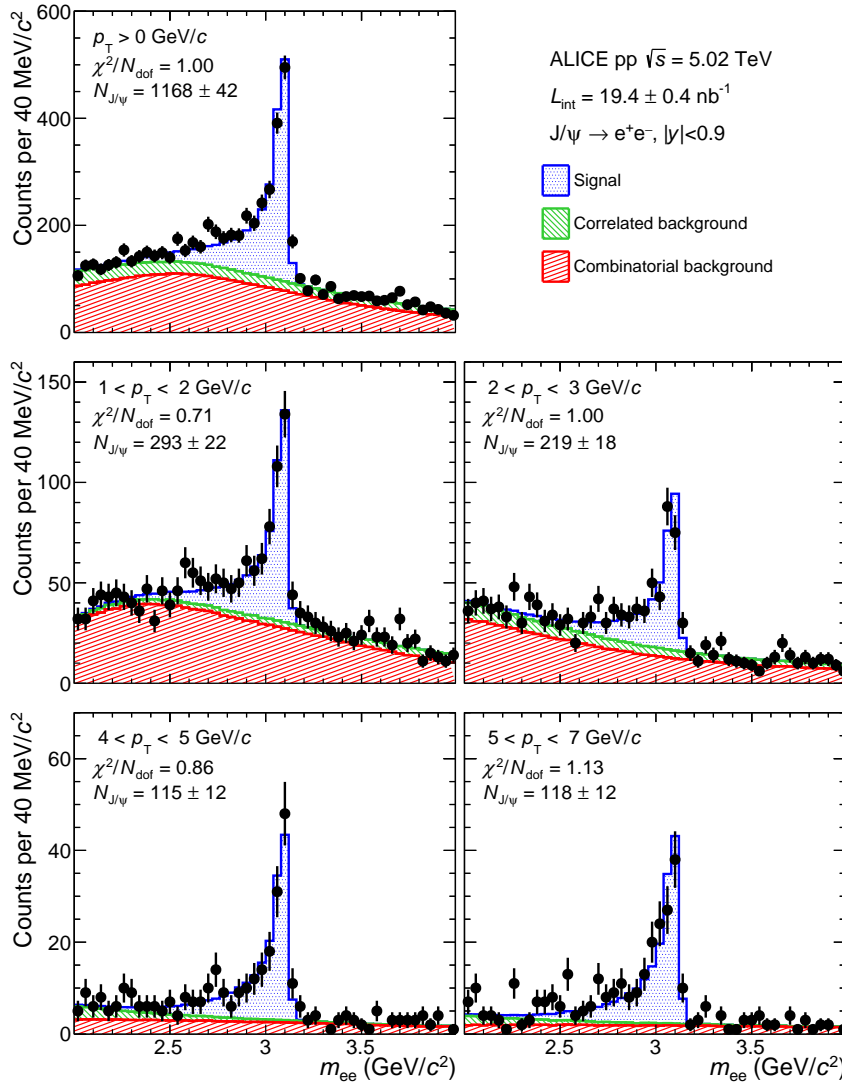 p_T > 0 GeV/c
χ²/N_dof = 1.00
N_J/ψ = 1168 ± 42
Counts per 40 MeV/c²
0
200
400
600
ALICE pp √s = 5.02 TeV
L_int = 19.4 ± 0.4 nb⁻¹
J/ψ → e⁺e⁻, |y|<0.9
Signal
Correlated background
Combinatorial background
1 < p_T < 2 GeV/c
χ²/N_dof = 0.71
N_J/ψ = 293 ± 22
Counts per 40 MeV/c²
0
50
100
150
2 < p_T < 3 GeV/c
χ²/N_dof = 1.00
N_J/ψ = 219 ± 18
4 < p_T < 5 GeV/c
χ²/N_dof = 0.86
N_J/ψ = 115 ± 12
Counts per 40 MeV/c²
0
20
40
60
2.5 3 3.5
m_ee (GeV/c²)
5 < p_T < 7 GeV/c
χ²/N_dof = 1.13
N_J/ψ = 118 ± 12
2.5 3 3.5
m_ee (GeV/c²)